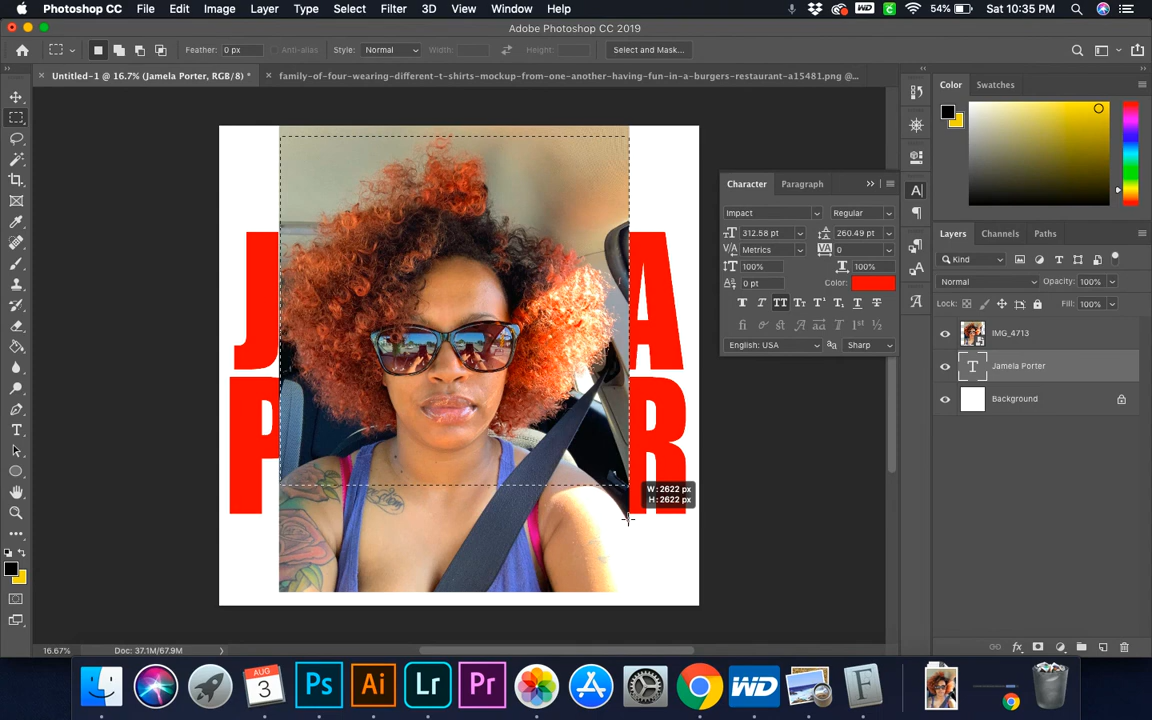 Photoshop CC File Edit Image Layer Type Select Filter 3D View Window Help 54% Sat 10:35 PM
Adobe Photoshop CC 2019
Feather: 0 px Anti-alias Style: Normal Width: Height: Select and Mask...
Untitled-1 @ 16.7% (Jamela Porter, RGB/8) * family-of-four-wearing-different-t-shirts-mockup-from-one-another-having-fun-in-a-burgers-restaurant-a15481.png @...
Color Swatches
Character Paragraph
Impact Regular
312.58 pt 260.49 pt
Metrics 0
100% 100%
0 pt Color:
English: USA Sharp
Layers Channels Paths
Kind
Normal Opacity: 100%
Lock: Fill: 100%
IMG_4713
Jamela Porter
Background
J A
P R
W: 2622 px
H: 2622 px
16.67% Doc: 37.1M/67.9M
AUG
3
Ps Ai Lr Pr WD F